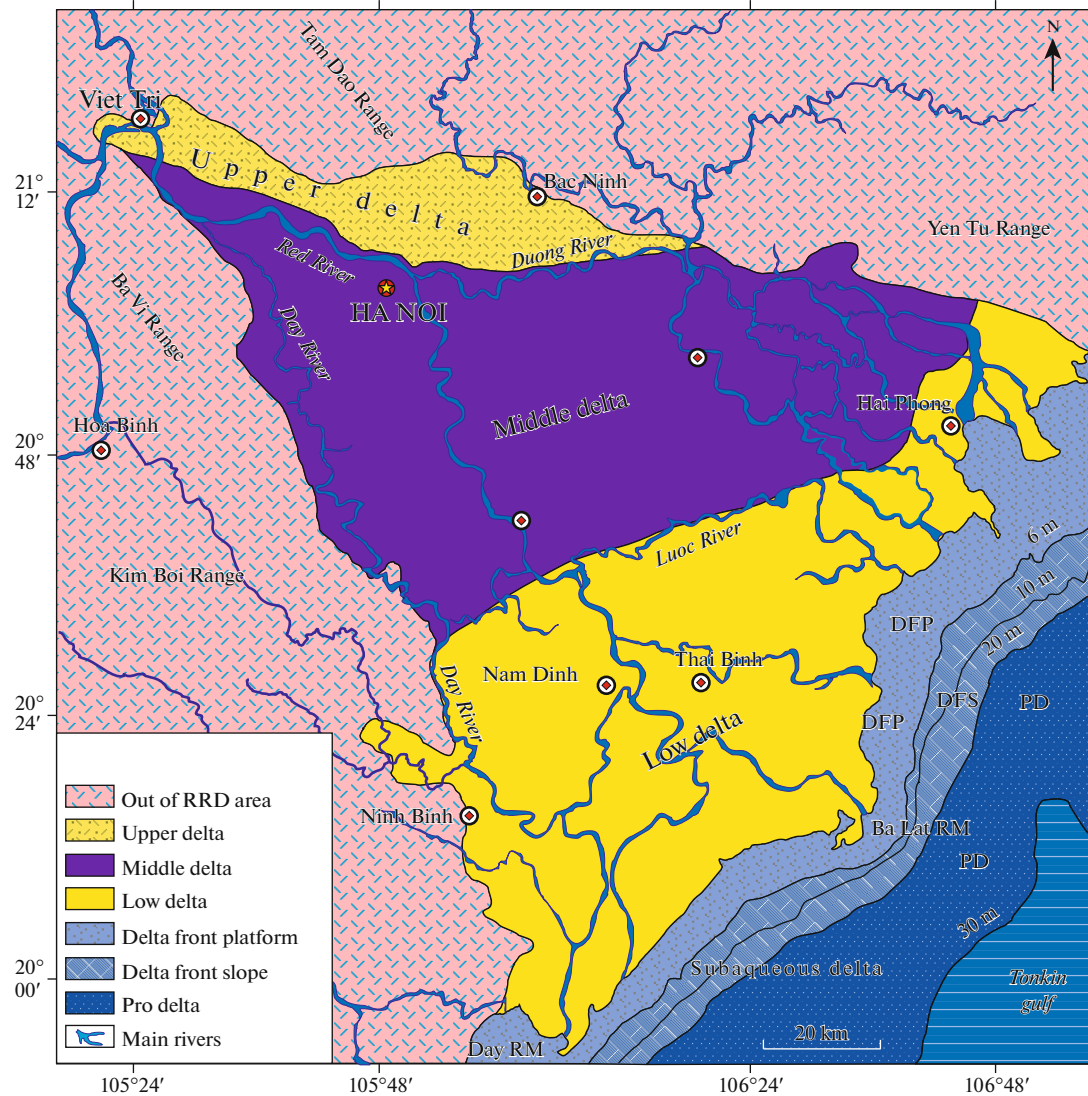 N
Viet Tri
Tam Dao Range
Upper delta
Bac Ninh
21°
12′
Yen Tu Range
Red River
Duong River
HA NOI
Ba Vi Range
Day River
Middle delta
Hai Phong
Hoa Binh
20°
48′
Luoc River
6 m
10 m
20 m
Kim Boi Range
DFP
Nam Dinh
Thai Binh
Day River
DFS
PD
20°
24′
DFP
Low delta
Out of RRD area
Upper delta
Middle delta
Low delta
Delta front platform
Delta front slope
Pro delta
Main rivers
Ninh Binh
Ba Lat RM
PD
30 m
Subaqueous delta
Tonkin
gulf
20°
00′
Day RM
20 km
105°24′
105°48′
106°24′
106°48′